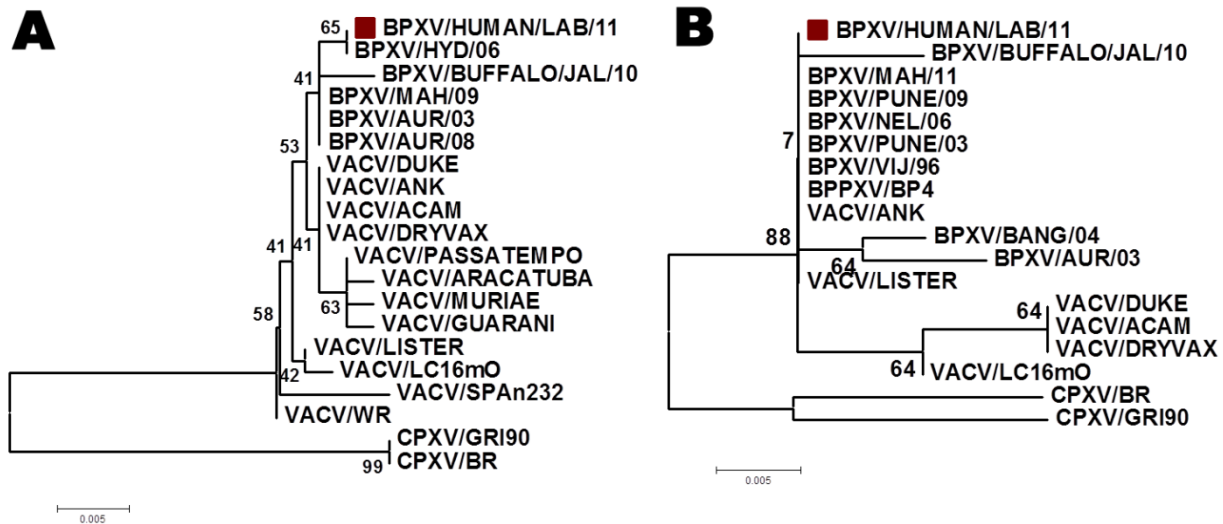 A
65
BPXV/HUMAN/LAB/11
BPXV/HYD/06
BPXV/BUFFALO/JAL/10
41
BPXV/MAH/09
BPXV/AUR/03
BPXV/AUR/08
53
VACV/DUKE
VACV/ANK
VACV/ACAM
VACV/DRYVAX
41
41
VACV/PASSATEMPO
VACV/ARACATUBA
VACV/MURIAE
VACV/GUARANI
63
58
VACV/LISTER
VACV/LC16mO
42
VACV/SPAn232
VACV/WR
CPXV/GRI90
CPXV/BR
99
0.005
B
BPXV/HUMAN/LAB/11
BPXV/BUFFALO/JAL/10
BPXV/MAH/11
BPXV/PUNE/09
BPXV/NEL/06
7
BPXV/PUNE/03
BPXV/VIJ/96
BPPXV/BP4
VACV/ANK
88
BPXV/BANG/04
64
BPXV/AUR/03
VACV/LISTER
64
VACV/DUKE
VACV/ACAM
VACV/DRYVAX
64
VACV/LC16mO
CPXV/BR
CPXV/GRI90
0.005